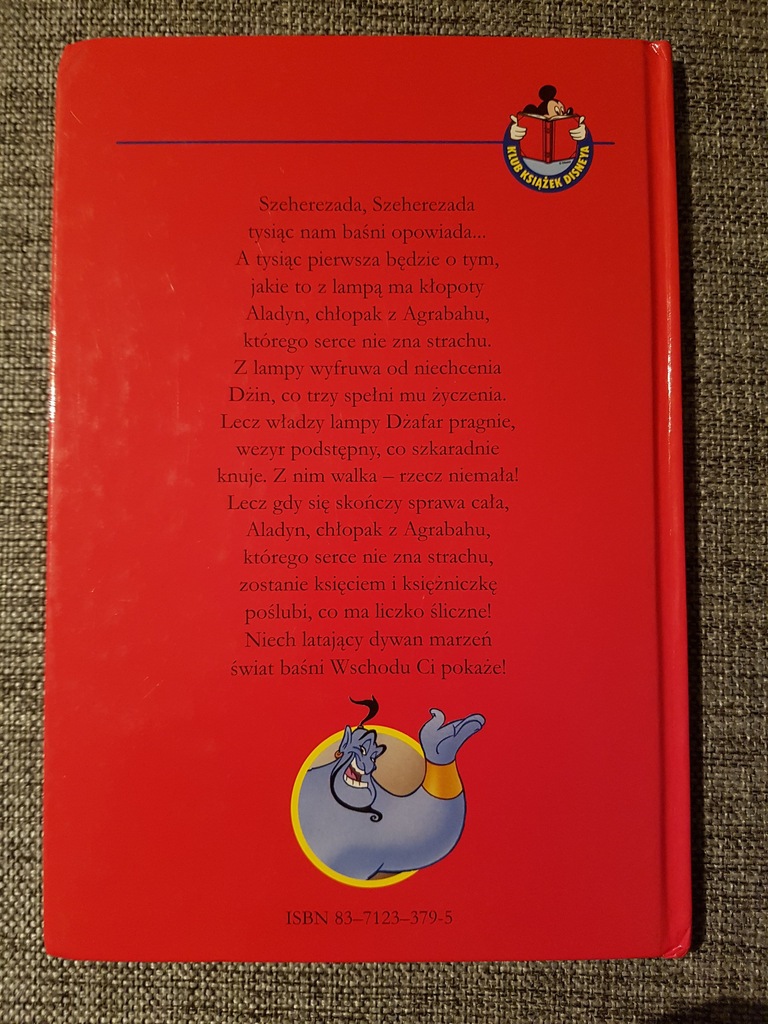 KLUB KSIĄŻEK DISNEYA
Szeherezada, Szeherezada
tysiąc nam baśni opowiada...
A tysiąc pierwsza będzie o tym,
jakie to z lampą ma kłopoty
Aladyn, chłopak z Agrabahu,
którego serce nie zna strachu.
Z lampy wyfruwa od niechcenia
Dżin, co trzy spełni mu życzenia.
Lecz władzy lampy Dżafar pragnie,
wezyr podstępny, co szkaradnie
knuje. Z nim walka – rzecz niemała!
Lecz gdy się skończy sprawa cała,
Aladyn, chłopak z Agrabahu,
którego serce nie zna strachu,
zostanie księciem i księżniczkę
poślubi, co ma liczko śliczne!
Niech latający dywan marzeń
świat baśni Wschodu Ci pokaże!
ISBN 83–7123–379-5